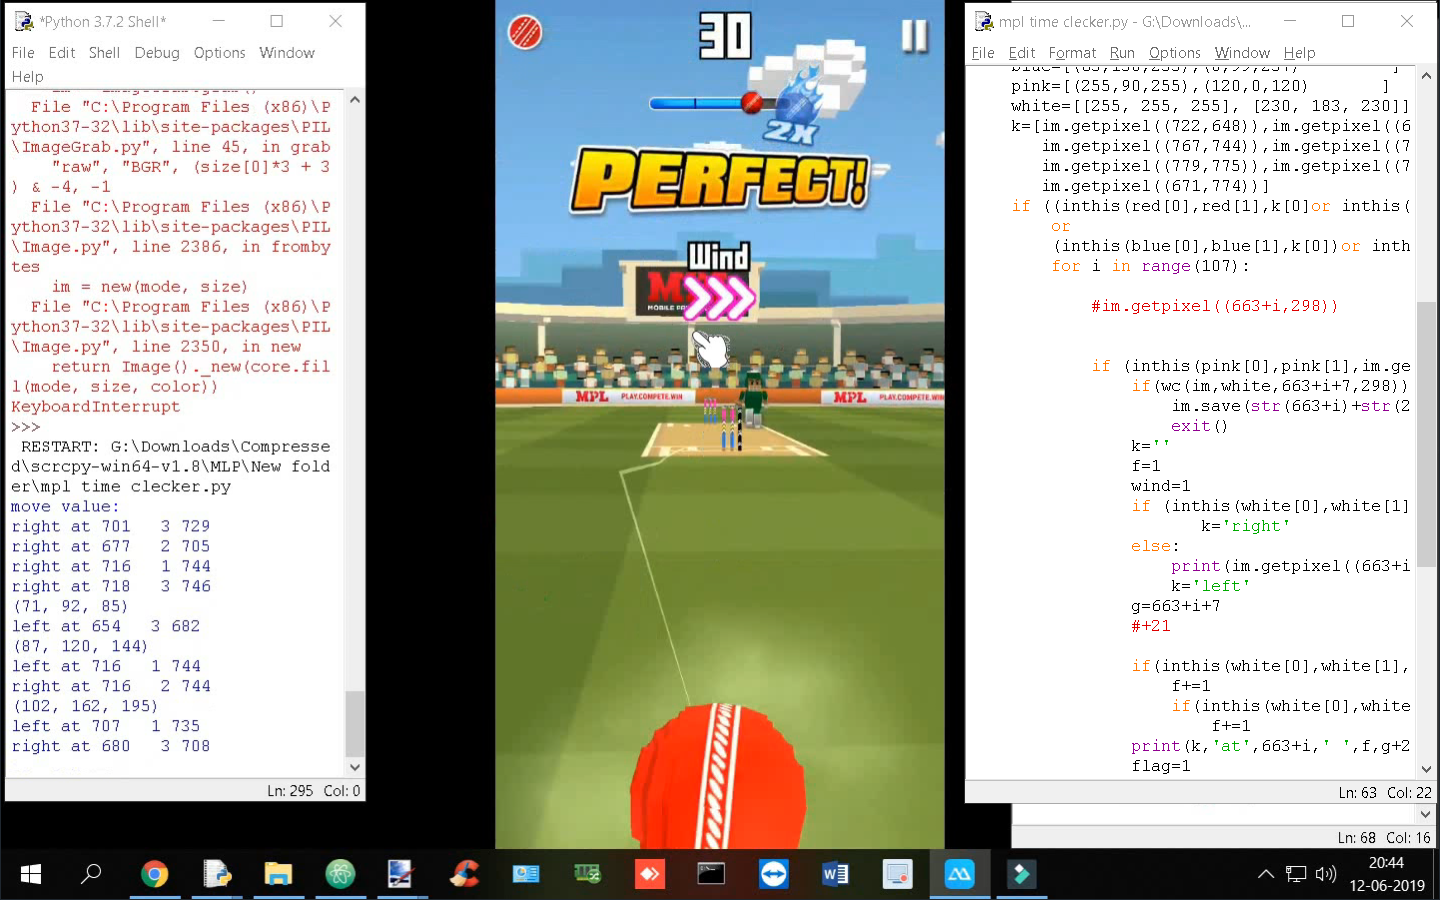 *Python 3.7.2 Shell*
File Edit Shell Debug Options Window
Help
File "C:\Program Files (x86)\P
ython37-32\lib\site-packages\PIL
\ImageGrab.py", line 45, in grab
"raw", "BGR", (size[0]*3 + 3
) & -4, -1
File "C:\Program Files (x86)\P
ython37-32\lib\site-packages\PIL
\Image.py", line 2386, in fromby
tes
im = new(mode, size)
File "C:\Program Files (x86)\P
ython37-32\lib\site-packages\PIL
\Image.py", line 2350, in new
return Image()._new(core.fil
l(mode, size, color))
KeyboardInterrupt
>>>
RESTART: G:\Downloads\Compresse
d\scrcpy-win64-v1.8\MLP\New fold
er\mpl time clecker.py
move value:
right at 701 3 729
right at 677 2 705
right at 716 1 744
right at 718 3 746
(71, 92, 85)
left at 654 3 682
(87, 120, 144)
left at 716 1 744
right at 716 2 744
(102, 162, 195)
left at 707 1 735
right at 680 3 708
Ln: 295 Col: 0
30
2X
PERFECT!
Wind
MPL
PLAY.COMPETE.WIN
MPL
PLAY.COMPETE.WIN
mpl time clecker.py - G:\Downloads\...
File Edit Format Run Options Window Help
pink=[(255,90,255),(120,0,120) ]
white=[[255, 255, 255], [230, 183, 230]]
k=[im.getpixel((722,648)),im.getpixel((6
im.getpixel((767,744)),im.getpixel((7
im.getpixel((779,775)),im.getpixel((7
im.getpixel((671,774))]
if ((inthis(red[0],red[1],k[0]or inthis(
or
(inthis(blue[0],blue[1],k[0])or inth
for i in range(107):
#im.getpixel((663+i,298))
if (inthis(pink[0],pink[1],im.ge
if(wc(im,white,663+i+7,298))
im.save(str(663+i)+str(2
exit()
k=''
f=1
wind=1
if (inthis(white[0],white[1]
k='right'
else:
print(im.getpixel((663+i
k='left'
g=663+i+7
#+21
if(inthis(white[0],white[1],
f+=1
if(inthis(white[0],white
f+=1
print(k,'at',663+i,' ',f,g+2
flag=1
Ln: 63 Col: 22
Ln: 68 Col: 16
20:44
12-06-2019